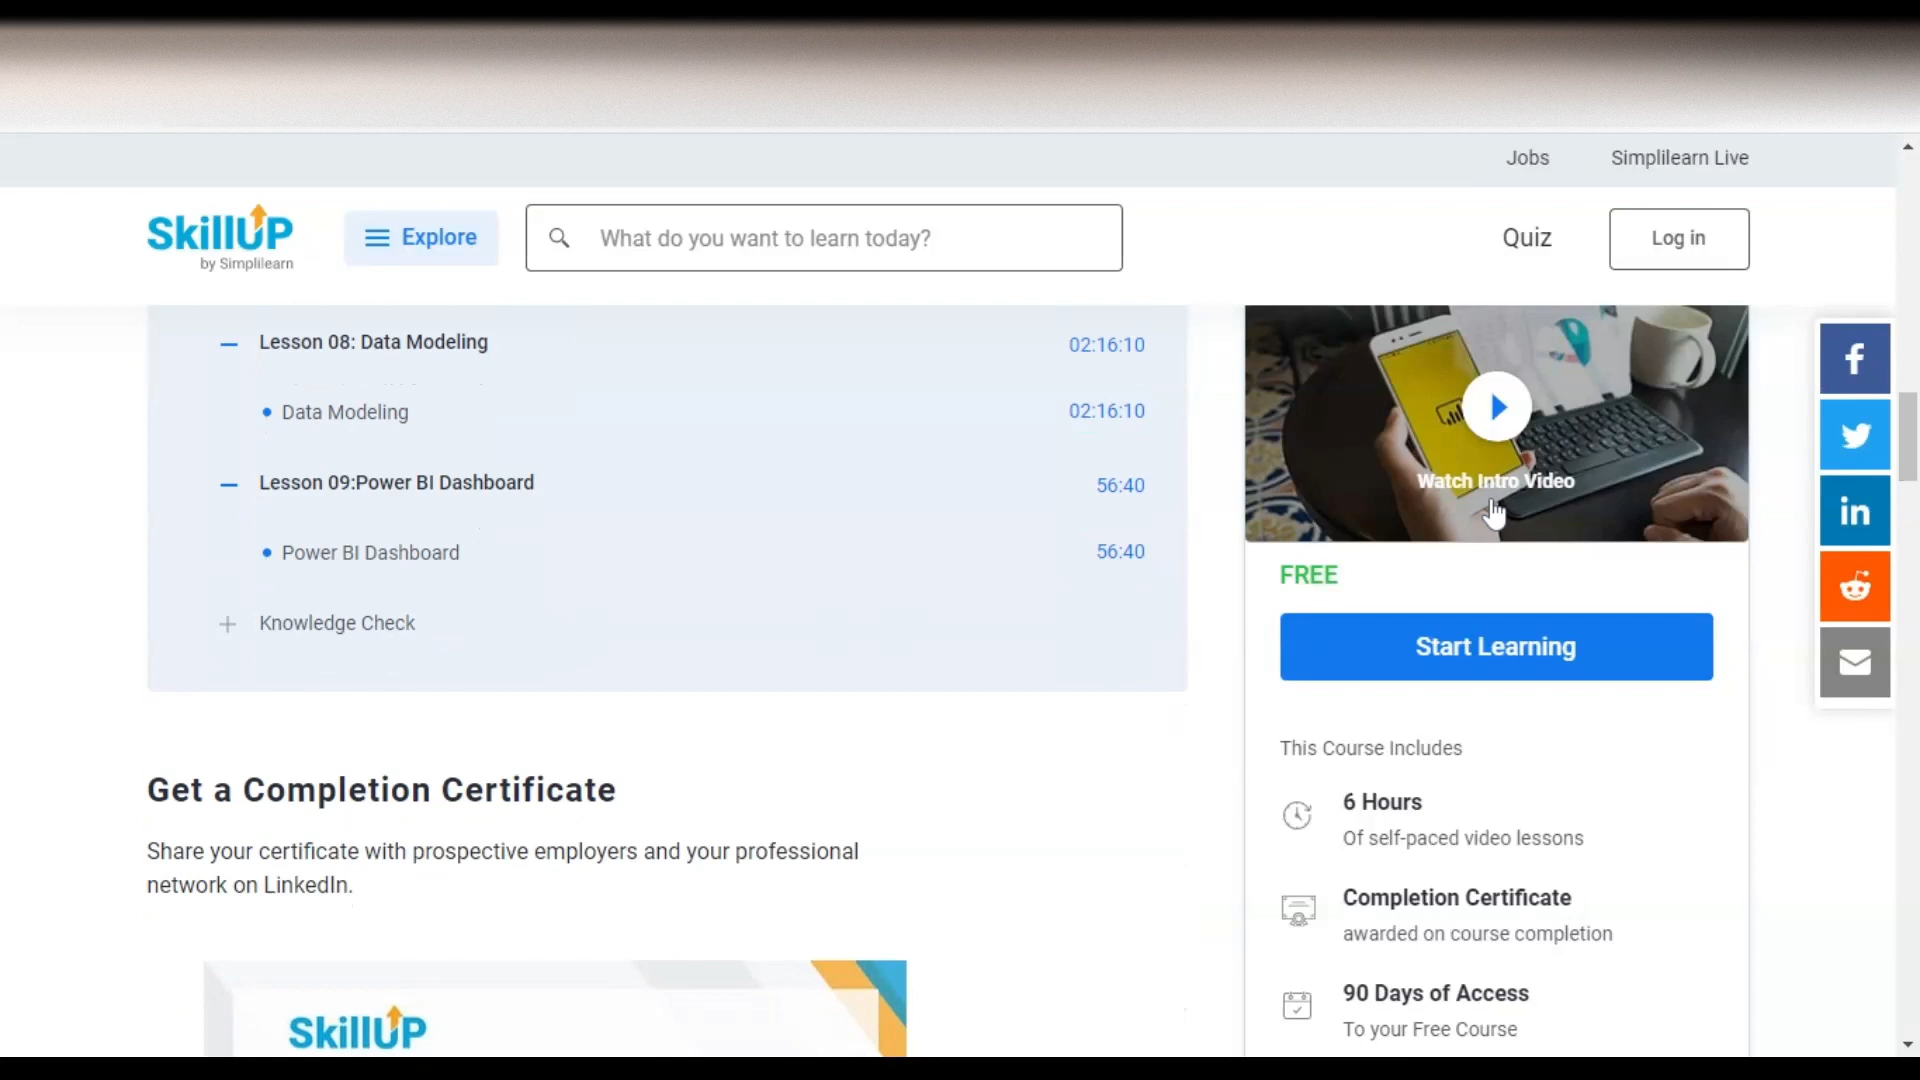 Jobs
Simplilearn Live
SkillUP
by Simplilearn
Explore
What do you want to learn today?
Quiz
Log in
Lesson 08: Data Modeling
02:16:10
Data Modeling
02:16:10
Lesson 09:Power BI Dashboard
56:40
Power BI Dashboard
56:40
Knowledge Check
Watch Intro Video
FREE
Start Learning
This Course Includes
6 Hours
Of self-paced video lessons
Completion Certificate
awarded on course completion
90 Days of Access
To your Free Course
Get a Completion Certificate
Share your certificate with prospective employers and your professional
network on LinkedIn.
SkillUP